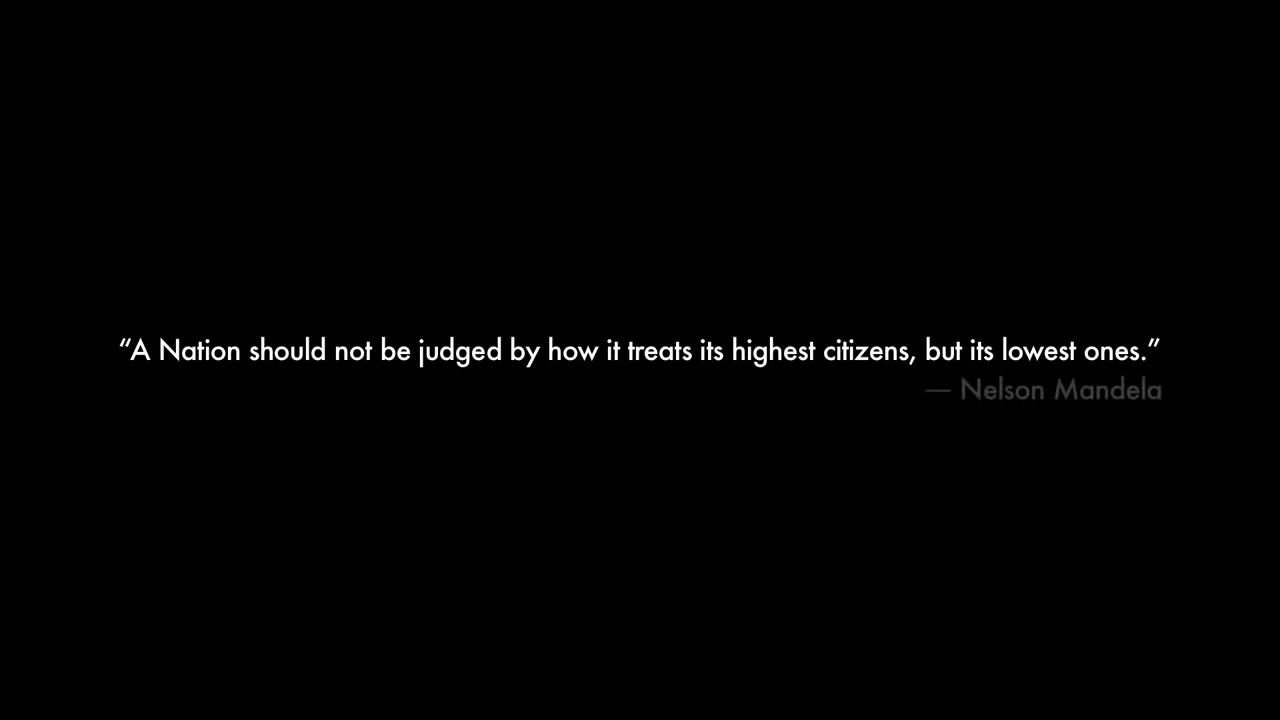 “A Nation should not be judged by how it treats its highest citizens, but its lowest ones.”
— Nelson Mandela